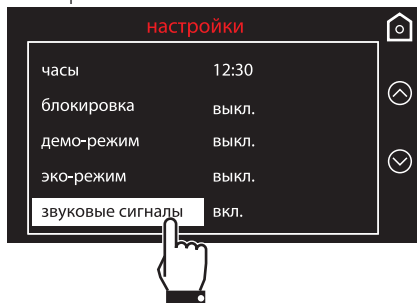 настройки
часы 12:30
блокировка выкл.
демо-режим выкл.
эко-режим выкл.
звуковые сигналы вкл.